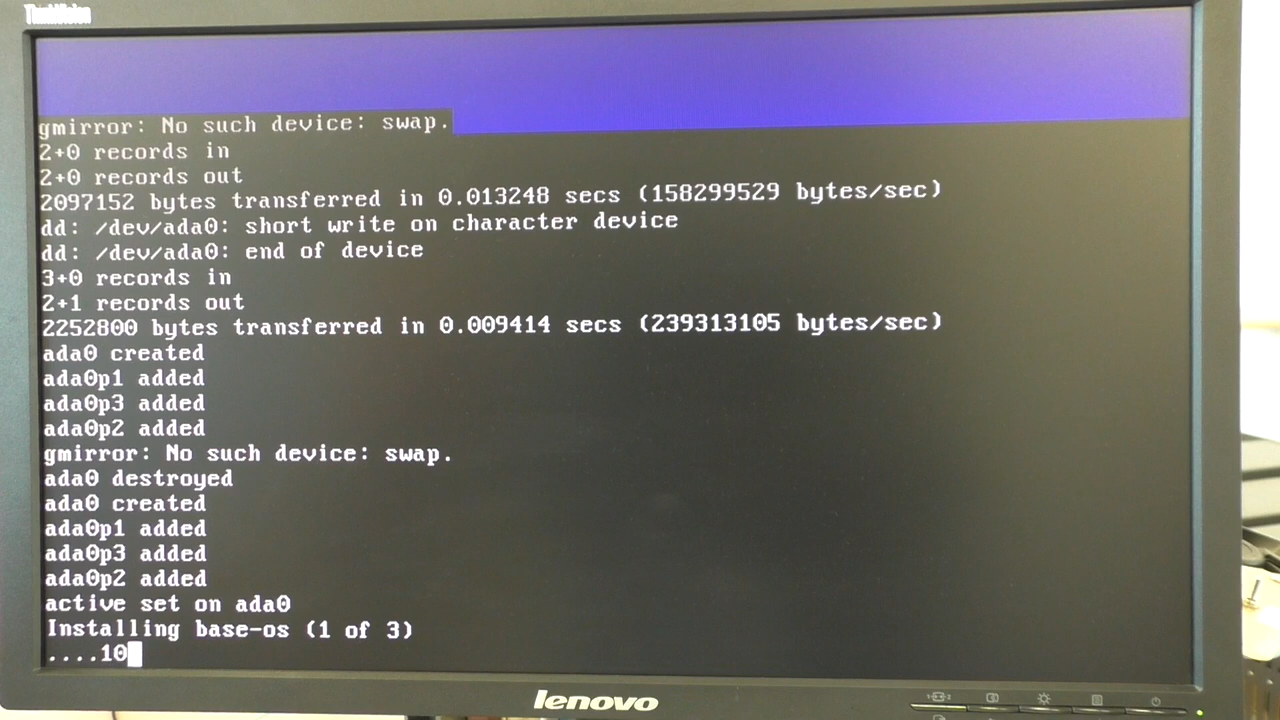 ThinkVision
gmirror: No such device: swap.
2+0 records in
2+0 records out
2097152 bytes transferred in 0.013248 secs (158299529 bytes/sec)
dd: /dev/ada0: short write on character device
dd: /dev/ada0: end of device
3+0 records in
2+1 records out
2252800 bytes transferred in 0.009414 secs (239313105 bytes/sec)
ada0 created
ada0p1 added
ada0p3 added
ada0p2 added
gmirror: No such device: swap.
ada0 destroyed
ada0 created
ada0p1 added
ada0p3 added
ada0p2 added
active set on ada0
Installing base-os (1 of 3)
....10
lenovo